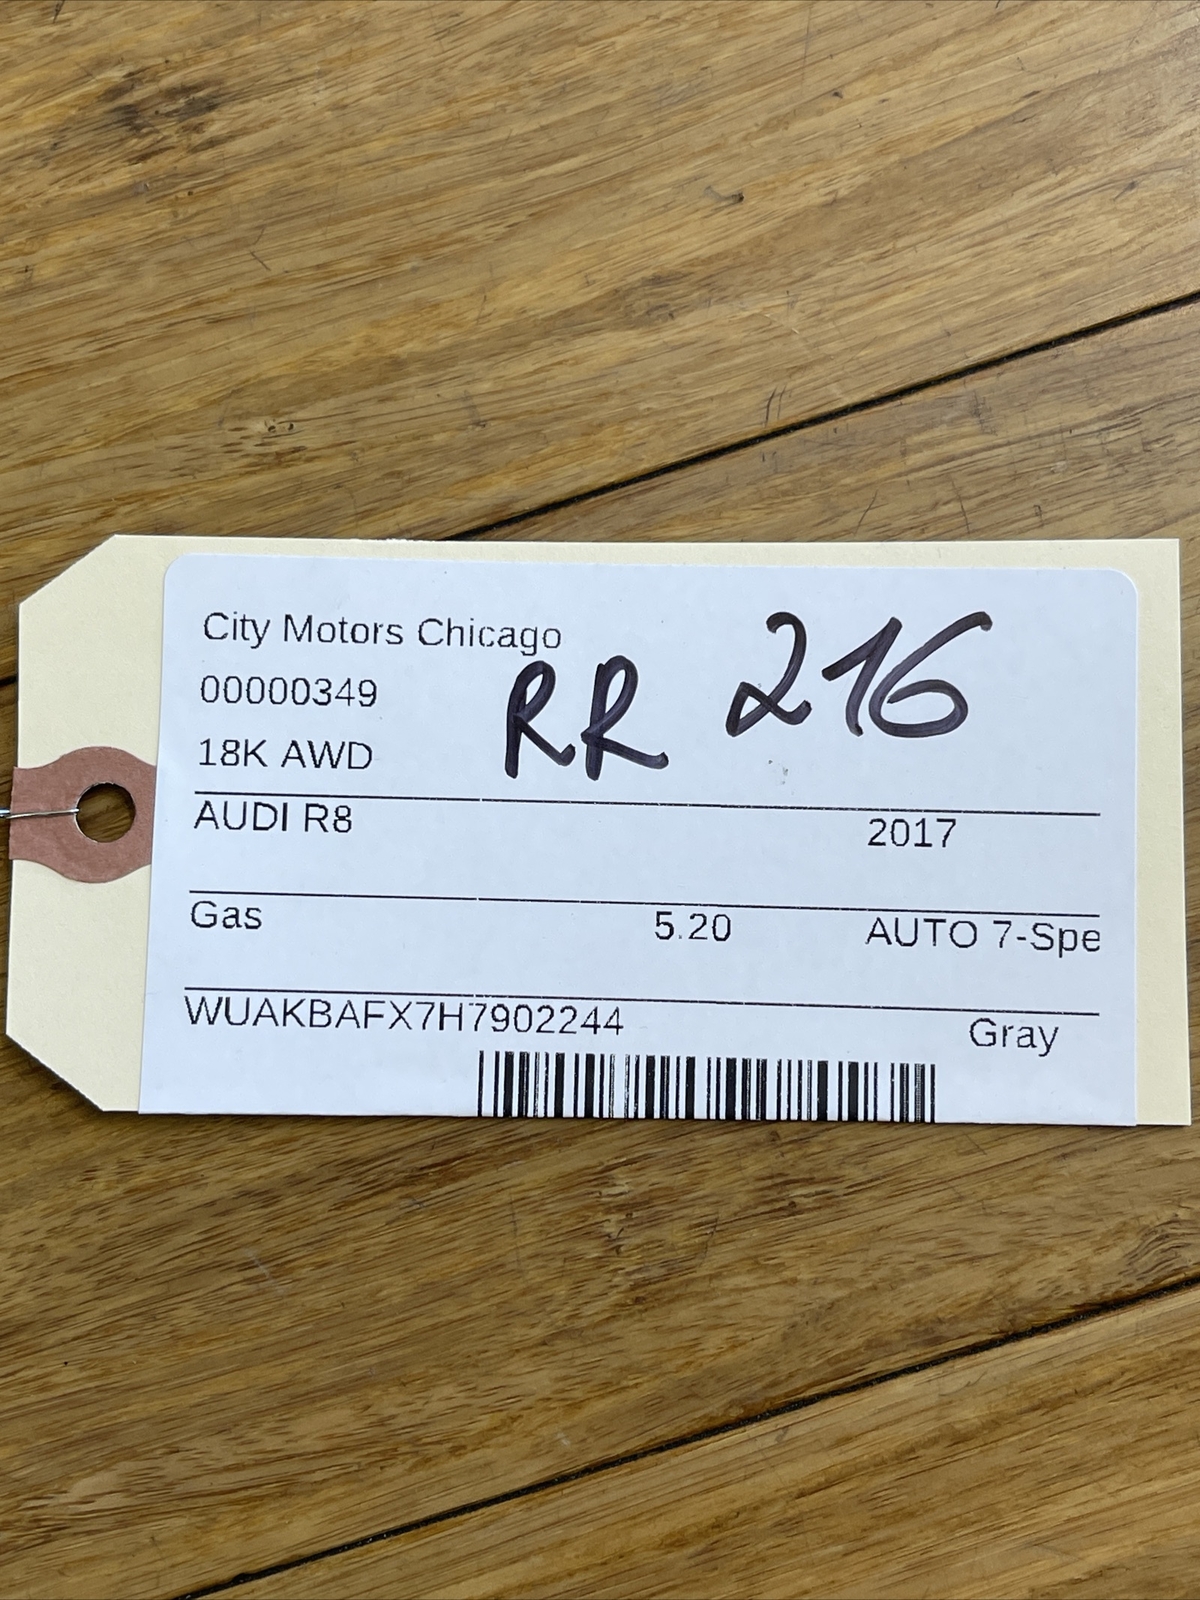 City Motors Chicago
00000349
RR 216
18K AWD
AUDI R8 2017
Gas 5.20 AUTO 7-Spe
WUAKBAFX7H7902244 Gray